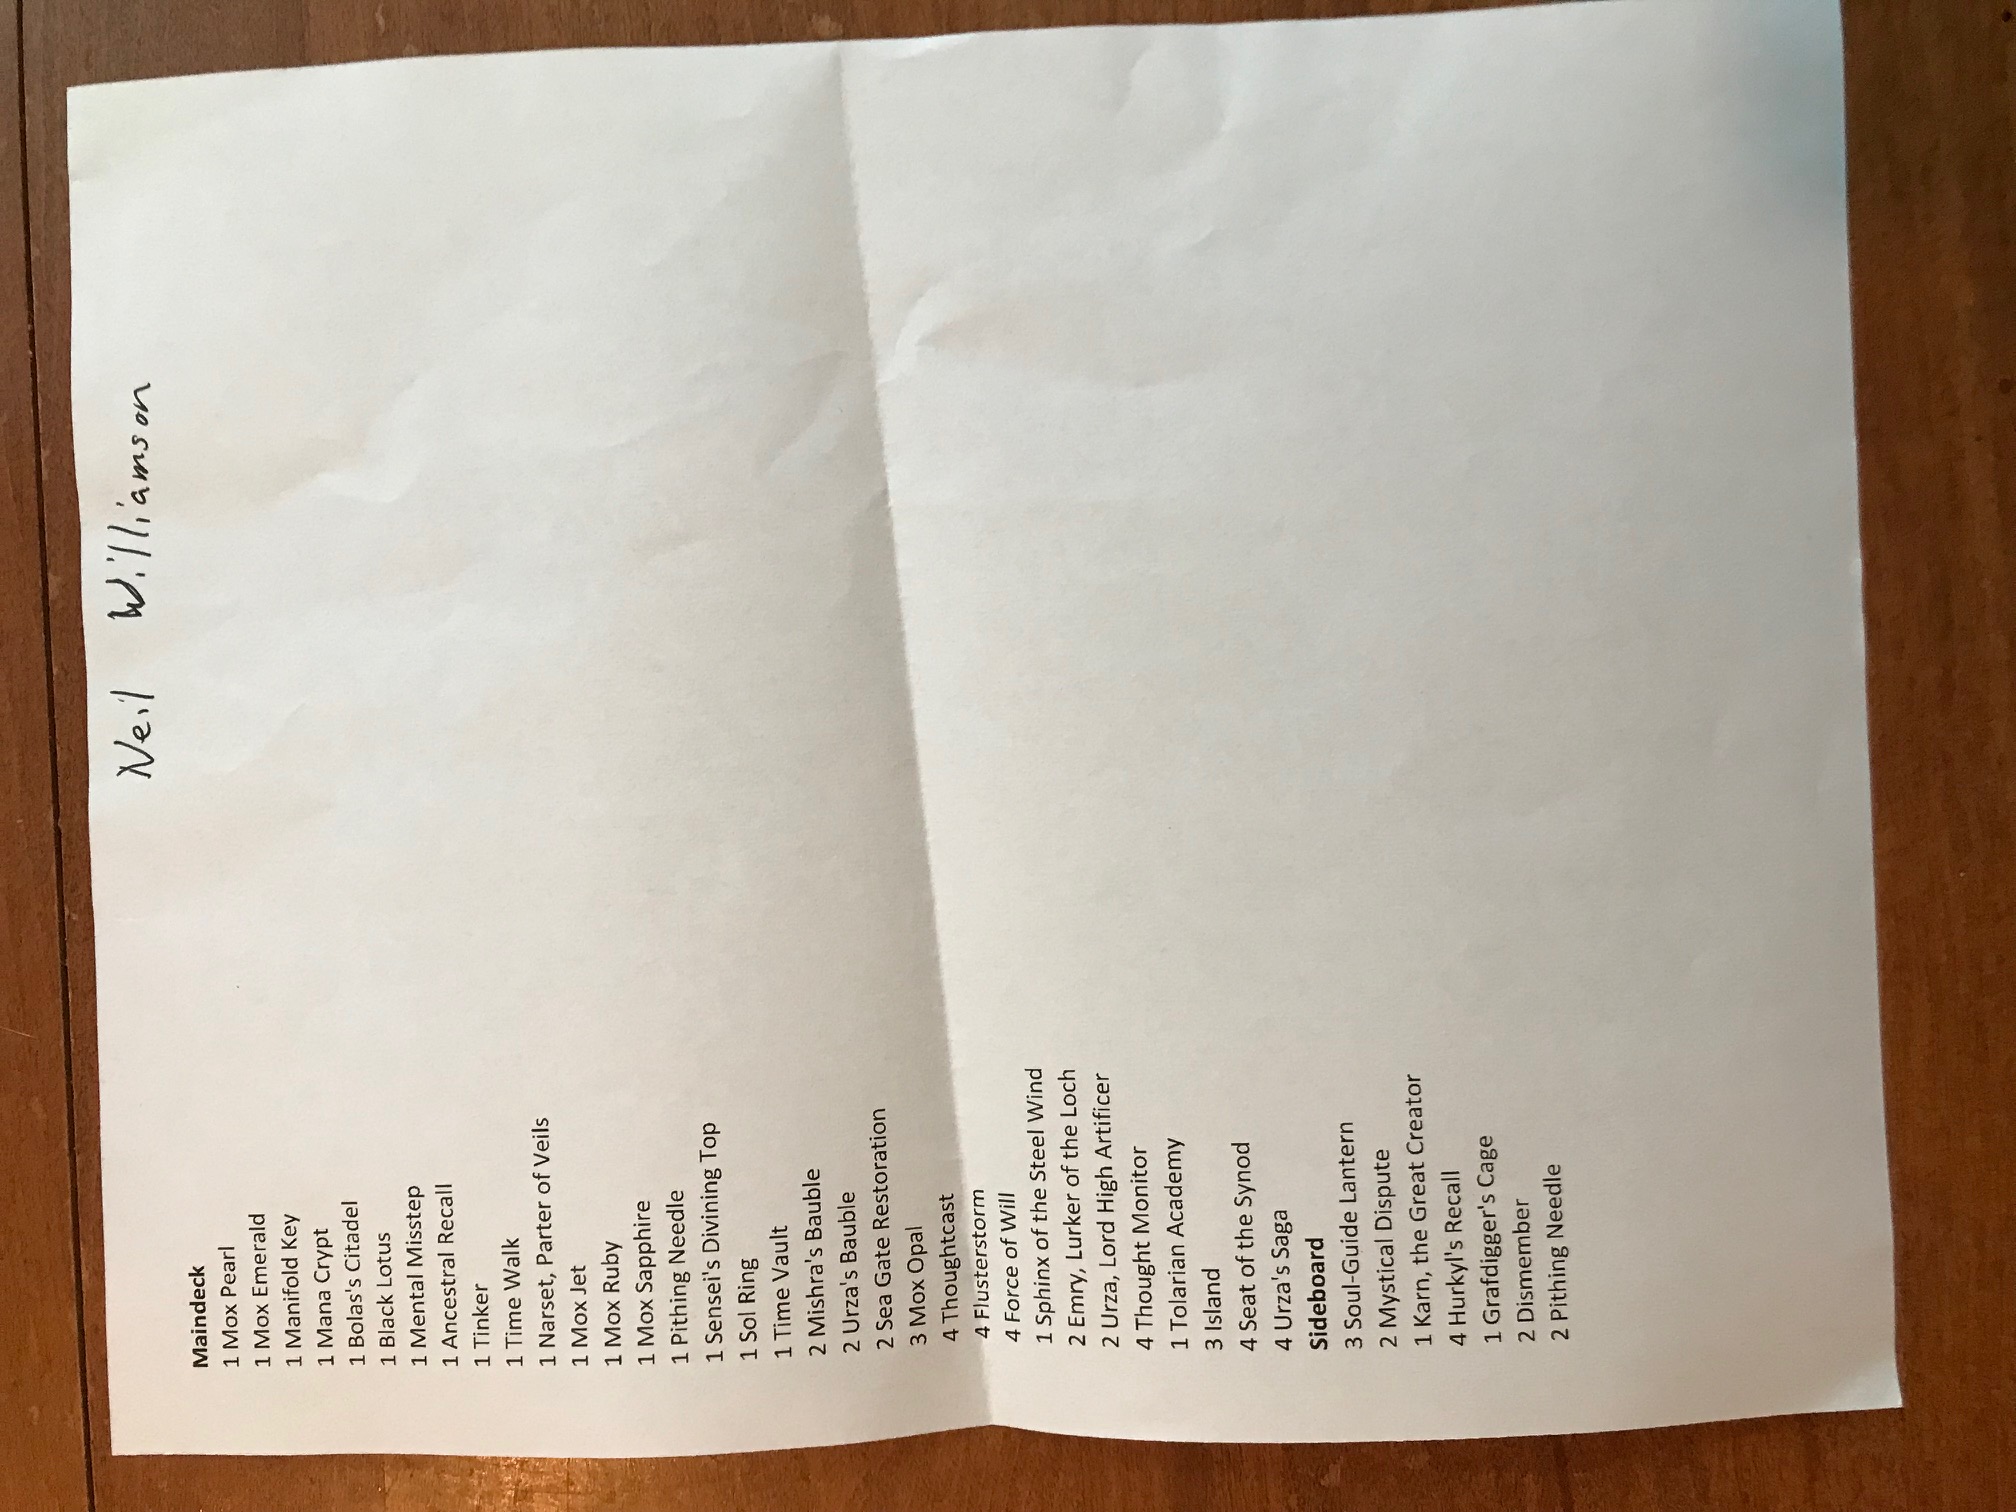 Neil Williamson
Maindeck
1 Mox Pearl
1 Mox Emerald
1 Manifold Key
1 Mana Crypt
1 Bolas's Citadel
1 Black Lotus
1 Mental Misstep
1 Ancestral Recall
1 Tinker
1 Time Walk
1 Narset, Parter of Veils
1 Mox Jet
1 Mox Ruby
1 Mox Sapphire
1 Pithing Needle
1 Sensei's Divining Top
1 Sol Ring
1 Time Vault
2 Mishra's Bauble
2 Urza's Bauble
2 Sea Gate Restoration
3 Mox Opal
4 Thoughtcast
4 Flusterstorm
4 Force of Will
1 Sphinx of the Steel Wind
2 Emry, Lurker of the Loch
2 Urza, Lord High Artificer
4 Thought Monitor
1 Tolarian Academy
3 Island
4 Seat of the Synod
4 Urza's Saga
Sideboard
3 Soul-Guide Lantern
2 Mystical Dispute
1 Karn, the Great Creator
4 Hurkyl's Recall
1 Grafdigger's Cage
2 Dismember
2 Pithing Needle